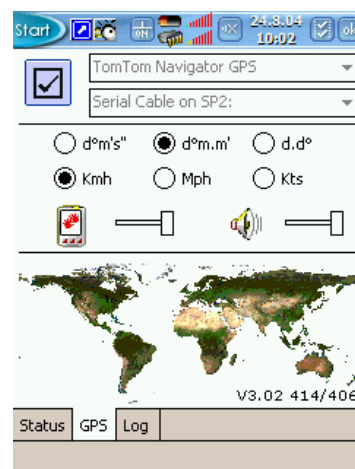 Start ON 24.8.04 ok
10:02
TomTom Navigator GPS
Serial Cable on SP2:
d°m's" d°m.m' d.d°
Kmh Mph Kts
V3.02 414/406
Status GPS Log